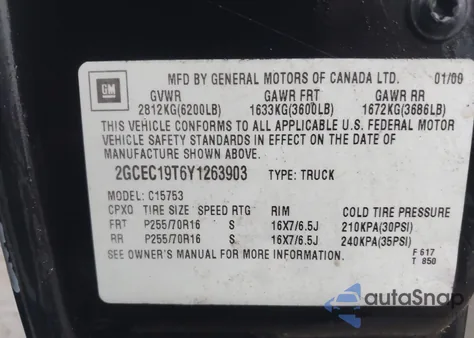 GM MFD BY GENERAL MOTORS OF CANADA LTD. 01/00
GVWR GAWR FRT GAWR RR
2812KG(6200LB) 1633KG(3600LB) 1672KG(3686LB)
THIS VEHICLE CONFORMS TO ALL APPLICABLE U.S. FEDERAL MOTOR
VEHICLE SAFETY STANDARDS IN EFFECT ON THE DATE OF
MANUFACTURE SHOWN ABOVE.
2GCEC19T6Y1263903 TYPE: TRUCK
MODEL: C15753
CPXQ TIRE SIZE SPEED RTG RIM COLD TIRE PRESSURE
FRT P255/70R16 S 16X7/6.5J 210KPA(30PSI)
RR P255/70R16 S 16X7/6.5J 240KPA(35PSI)
SEE OWNER'S MANUAL FOR MORE INFORMATION. F 617
T 850
autoSnap